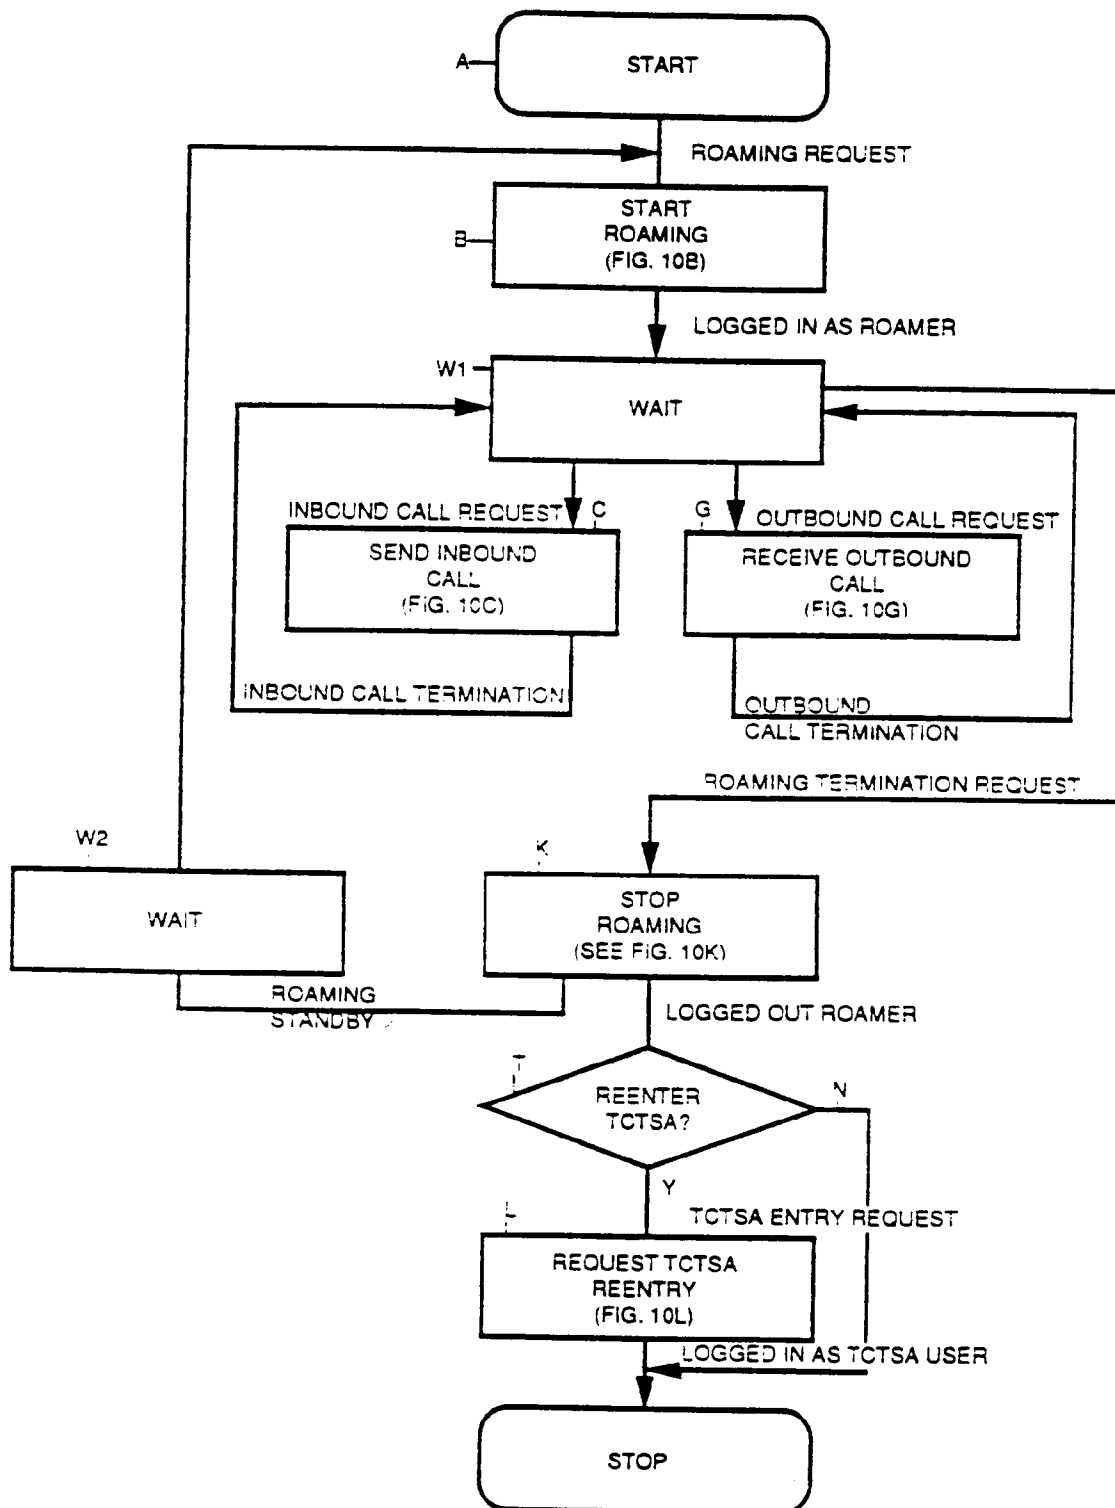 A
START
ROAMING REQUEST
B
START
ROAMING
(FIG. 10B)
LOGGED IN AS ROAMER
W1
WAIT
INBOUND CALL REQUEST
C
G
OUTBOUND CALL REQUEST
SEND INBOUND
CALL
(FIG. 10C)
RECEIVE OUTBOUND
CALL
(FIG. 10G)
INBOUND CALL TERMINATION
OUTBOUND
CALL TERMINATION
ROAMING TERMINATION REQUEST
W2
K
WAIT
STOP
ROAMING
(SEE FIG. 10K)
ROAMING
STANDBY
LOGGED OUT ROAMER
T
REENTER
TCTSA?
N
Y
L
TCTSA ENTRY REQUEST
REQUEST TCTSA
REENTRY
(FIG. 10L)
LOGGED IN AS TCTSA USER
STOP